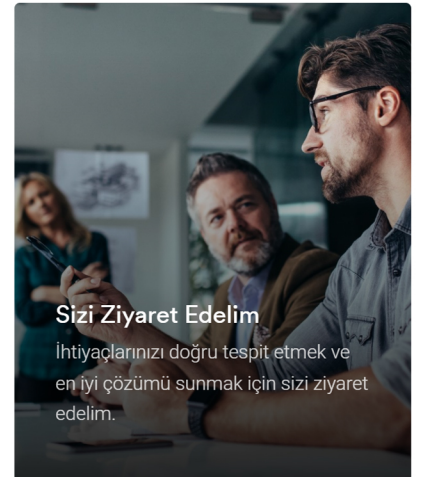 Sizi Ziyaret Edelim
İhtiyaçlarınızı doğru tespit etmek ve
en iyi çözümü sunmak için sizi ziyaret
edelim.